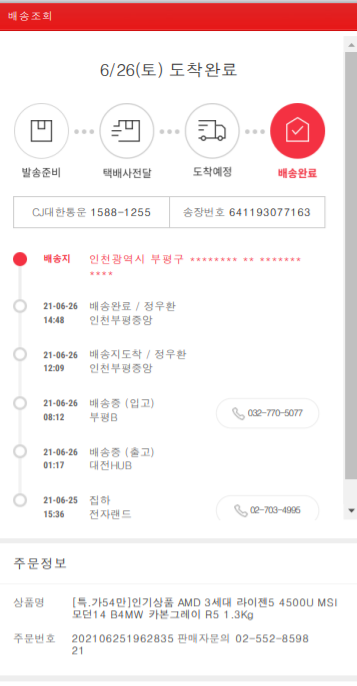 배송조회
6/26(토) 도착완료
발송준비 택배사전달 도착예정 배송완료
CJ대한통운 1588-1255 송장번호 641193077163
배송지 인천광역시 부평구 ******** ** *******
****
21-06-26 배송완료 / 정우환
14:48 인천부평중앙
21-06-26 배송지도착 / 정우환
12:09 인천부평중앙
21-06-26 배송중 (입고)
08:12 부평B 032-770-5077
21-06-26 배송중 (출고)
01:17 대전HUB
21-06-25 집하
15:36 전자랜드 02-703-4995
주문정보
상품명 [특.가54만]인기상품 AMD 3세대 라이젠5 4500U MSI
모던14 B4MW 카본그레이 R5 1.3Kg
주문번호 202106251962835 판매자문의 02-552-8598
21